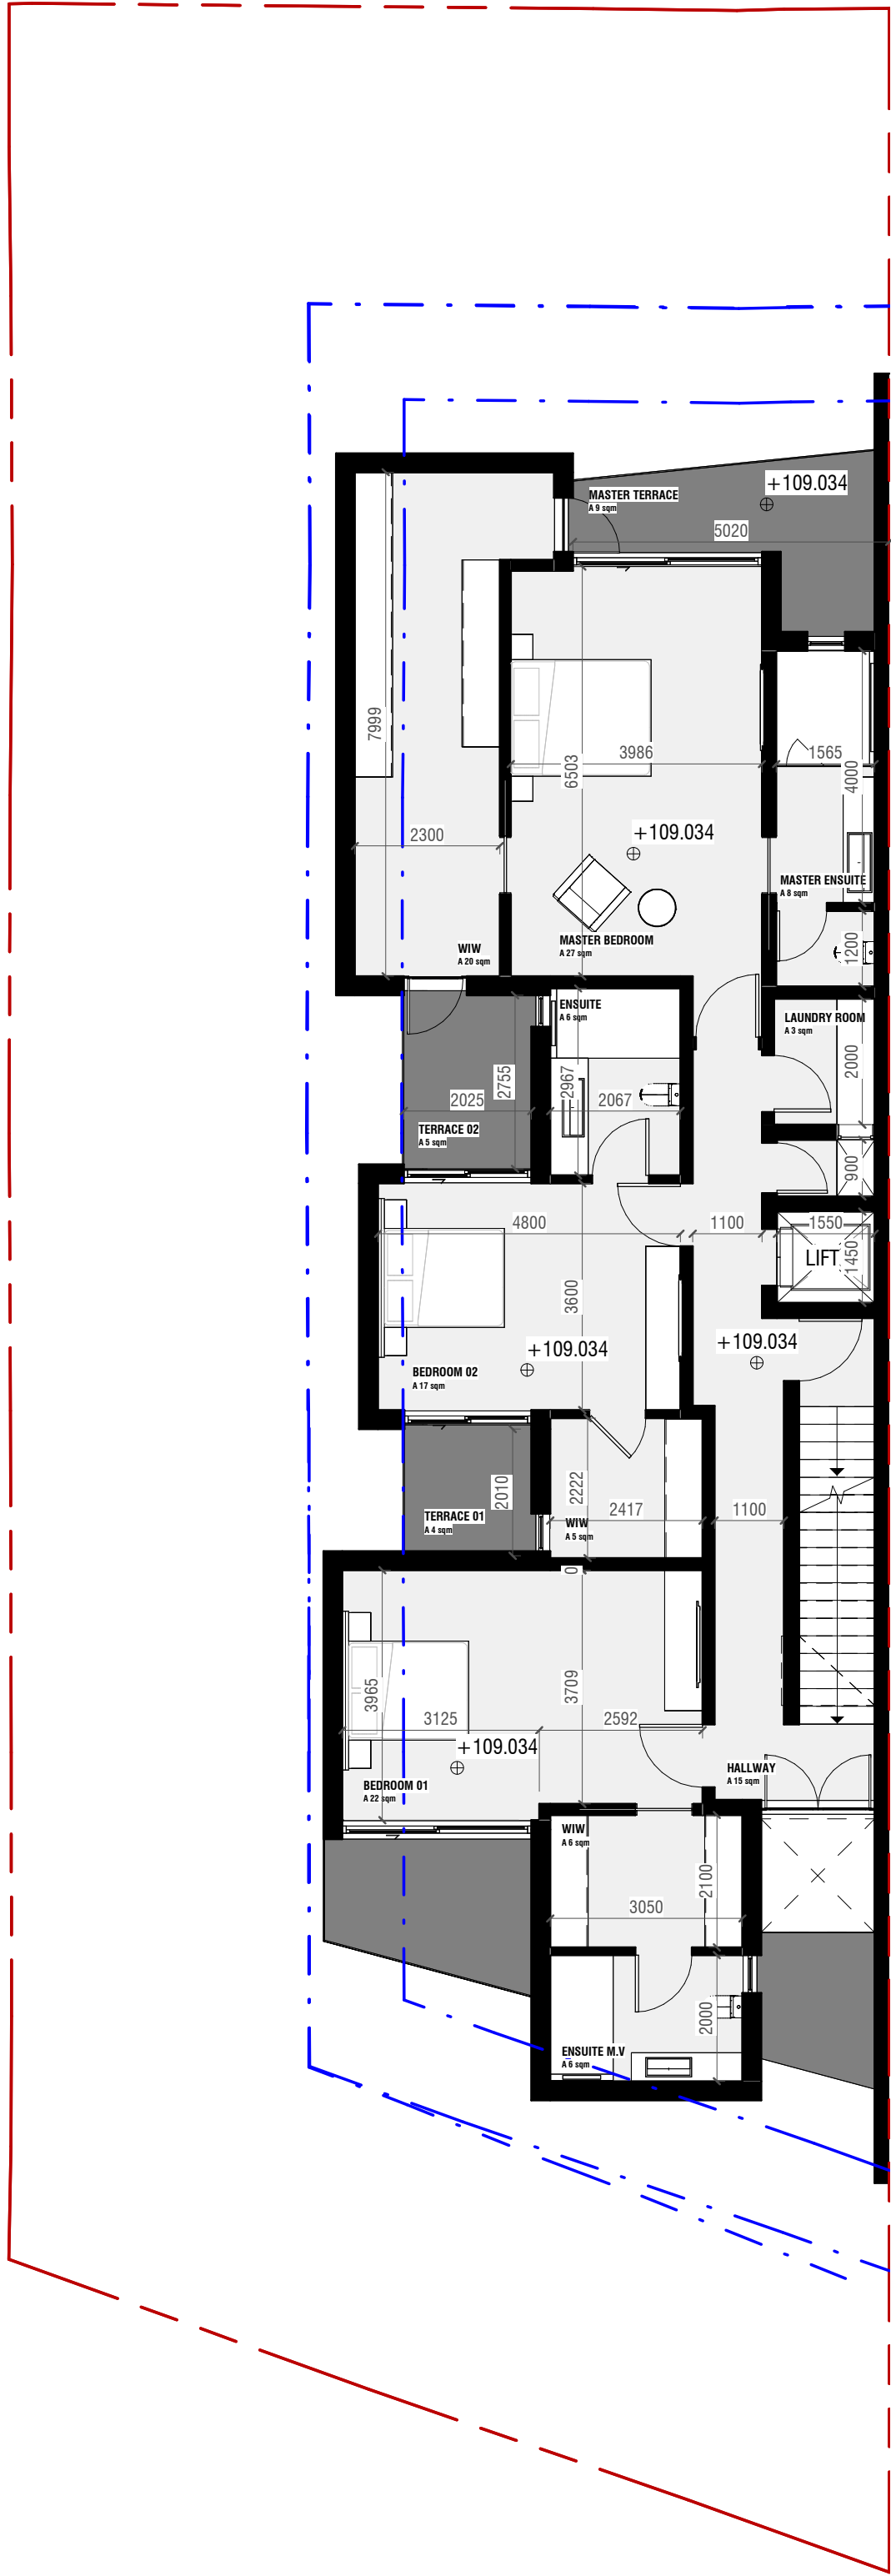 +109.034
MASTER TERRACE
A 9 sqm
5020
7999
6503
3986
1565
4000
2300
+109.034
MASTER ENSUITE
A 8 sqm
MASTER BEDROOM
A 27 sqm
WIW
A 20 sqm
1200
ENSUITE
A 6 sqm
LAUNDRY ROOM
A 3 sqm
2000
2755
2967
2025
2067
TERRACE 02
A 5 sqm
900
4800
1100
1550
LIFT
1450
3600
+109.034
+109.034
BEDROOM 02
A 17 sqm
2010
2222
2417
1100
TERRACE 01
A 4 sqm
WIW
A 5 sqm
0
3965
3709
3125
2592
+109.034
HALLWAY
A 15 sqm
BEDROOM 01
A 22 sqm
WIW
A 6 sqm
2100
3050
2000
ENSUITE M.V
A 6 sqm